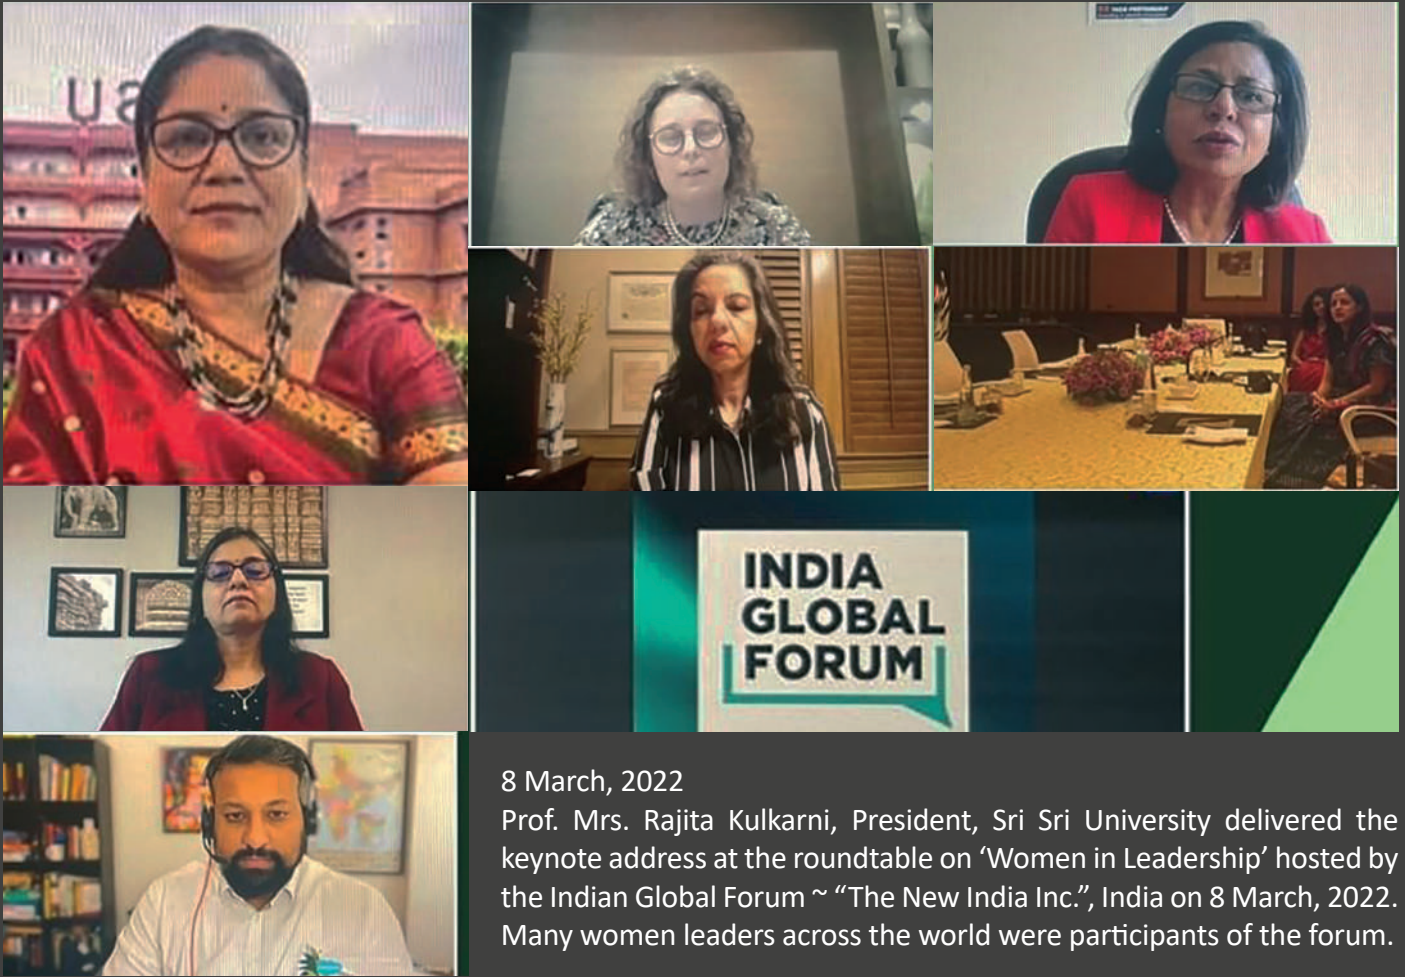 INDIA
GLOBAL
FORUM
8 March, 2022
Prof. Mrs. Rajita Kulkarni, President, Sri Sri University delivered the
keynote address at the roundtable on ‘Women in Leadership’ hosted by
the Indian Global Forum ~ “The New India Inc.”, India on 8 March, 2022.
Many women leaders across the world were participants of the forum.